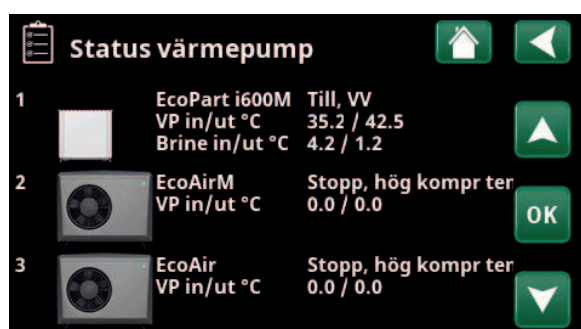 Status värmepump
1 EcoPart i600M Till, VV
VP in/ut °C 35.2 / 42.5
Brine in/ut °C 4.2 / 1.2
2 EcoAirM Stopp, hög kompr ten
VP in/ut °C 0.0 / 0.0
OK
3 EcoAir Stopp, hög kompr ter
VP in/ut °C 0.0 / 0.0